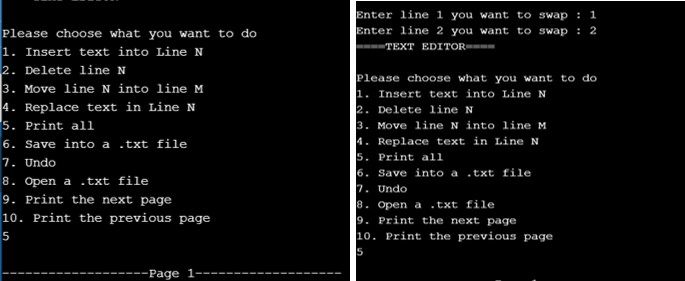 Please choose what you want to do
1. Insert text into Line N
2. Delete line N
3. Move line N into line M
4. Replace text in Line N
5. Print all
6. Save into a .txt file
7. Undo
8. Open a .txt file
9. Print the next page
10. Print the previous page
5
-------------------Page 1-------------------
Enter line 1 you want to swap : 1
Enter line 2 you want to swap : 2
====TEXT EDITOR====
Please choose what you want to do
1. Insert text into Line N
2. Delete line N
3. Move line N into line M
4. Replace text in Line N
5. Print all
6. Save into a .txt file
7. Undo
8. Open a .txt file
9. Print the next page
10. Print the previous page
5